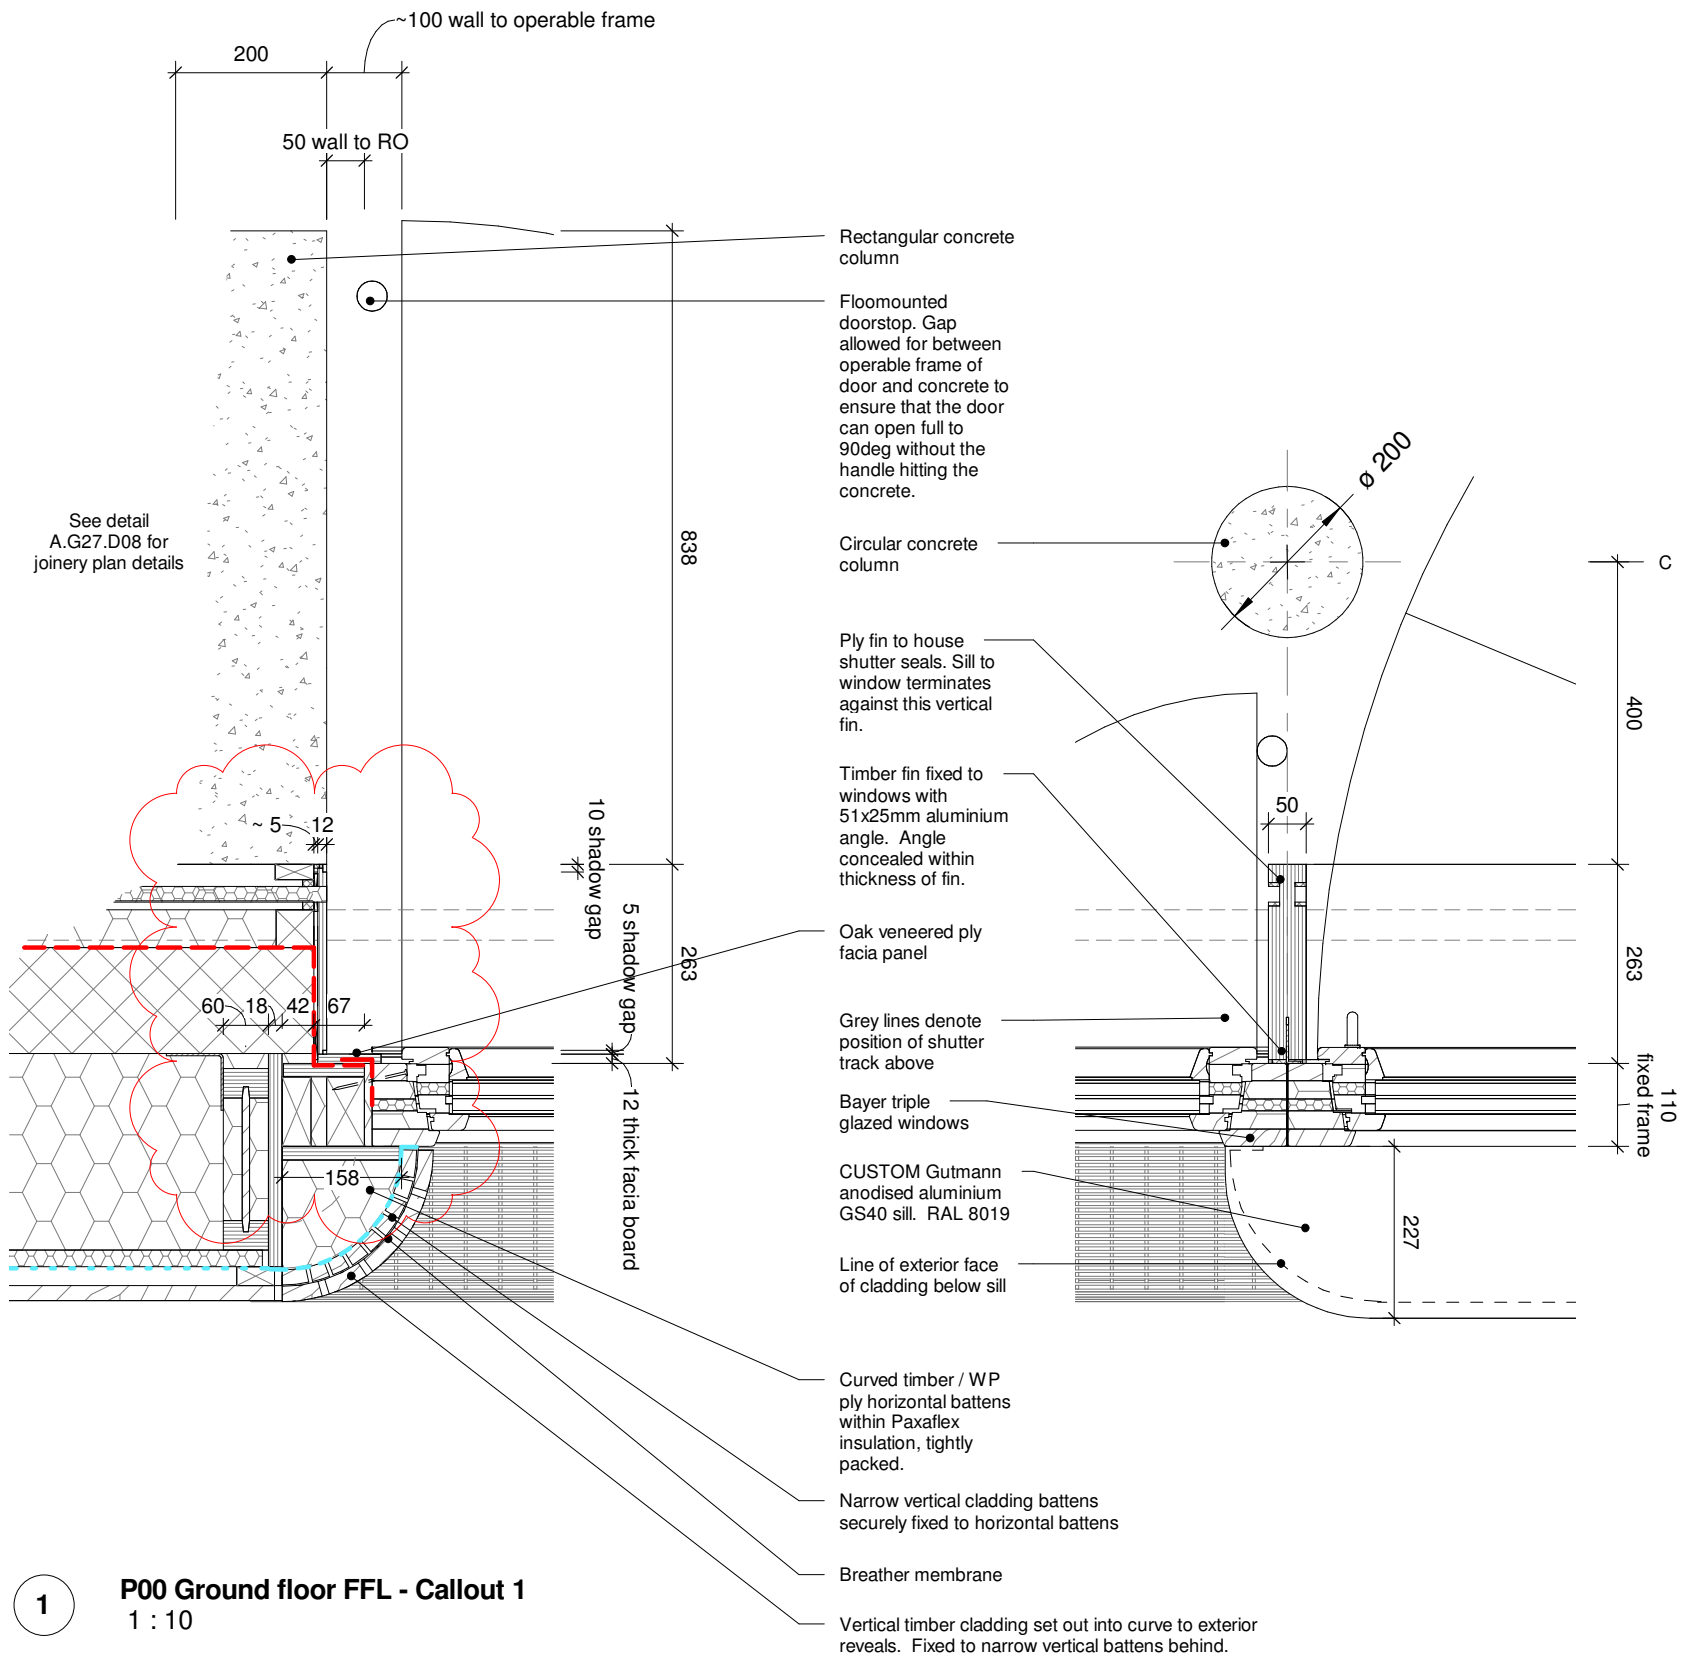 ~100 wall to operable frame
200
50 wall to RO
Rectangular concrete
column
Floomounted
doorstop. Gap
allowed for between
operable frame of
door and concrete to
ensure that the door
can open full to
90deg without the
handle hitting the
concrete.
ø 200
See detail
A.G27.D08 for
joinery plan details
838
Circular concrete
column
C
Ply fin to house
shutter seals. Sill to
window terminates
against this vertical
fin.
400
Timber fin fixed to
windows with
51x25mm aluminium
angle. Angle
concealed within
thickness of fin.
50
~ 5
12
10 shadow gap
5 shadow gap
263
263
Oak veneered ply
facia panel
60
18
42
67
Grey lines denote
position of shutter
track above
12 thick facia board
110
fixed frame
Bayer triple
glazed windows
158
CUSTOM Gutmann
anodised aluminium
GS40 sill. RAL 8019
227
Line of exterior face
of cladding below sill
Curved timber / WP
ply horizontal battens
within Paxaflex
insulation, tightly
packed.
Narrow vertical cladding battens
securely fixed to horizontal battens
Breather membrane
Vertical timber cladding set out into curve to exterior
reveals. Fixed to narrow vertical battens behind.
1
P00 Ground floor FFL - Callout 1
1 : 10